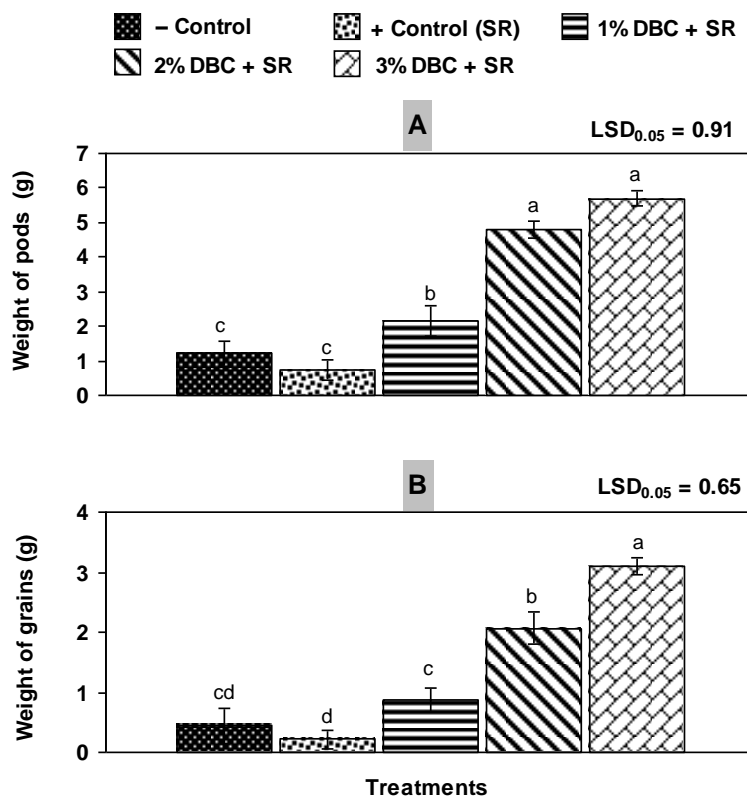 – Control + Control (SR) 1% DBC + SR
2% DBC + SR 3% DBC + SR
A
LSD0.05 = 0.91
Weight of pods (g)
7
6
5
4
3
2
1
0
c c b a a
B
LSD0.05 = 0.65
Weight of grains (g)
4
3
2
1
0
cd d c b a
Treatments